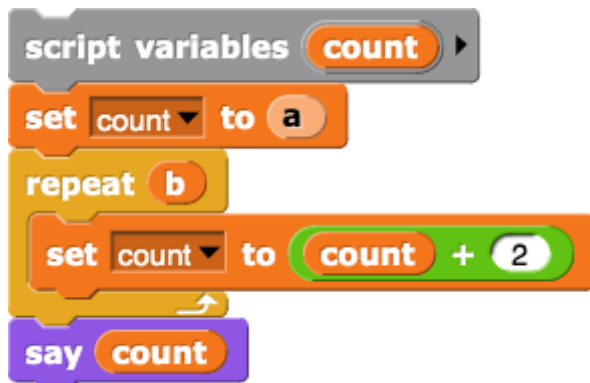 script variables count
set count to a
repeat b
set count to count + 2
say count